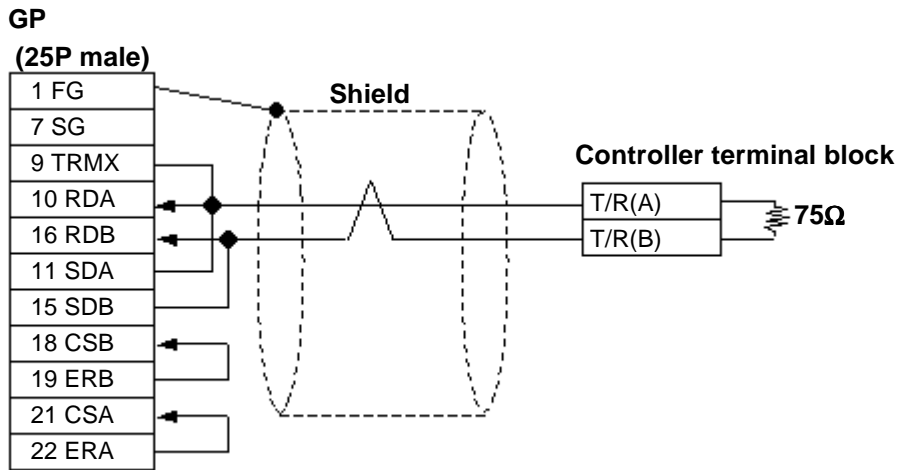 GP
(25P male)
1 FG
7 SG
9 TRMX
10 RDA
16 RDB
11 SDA
15 SDB
18 CSB
19 ERB
21 CSA
22 ERA
Shield
Controller terminal block
T/R(A)
T/R(B)
75Ω